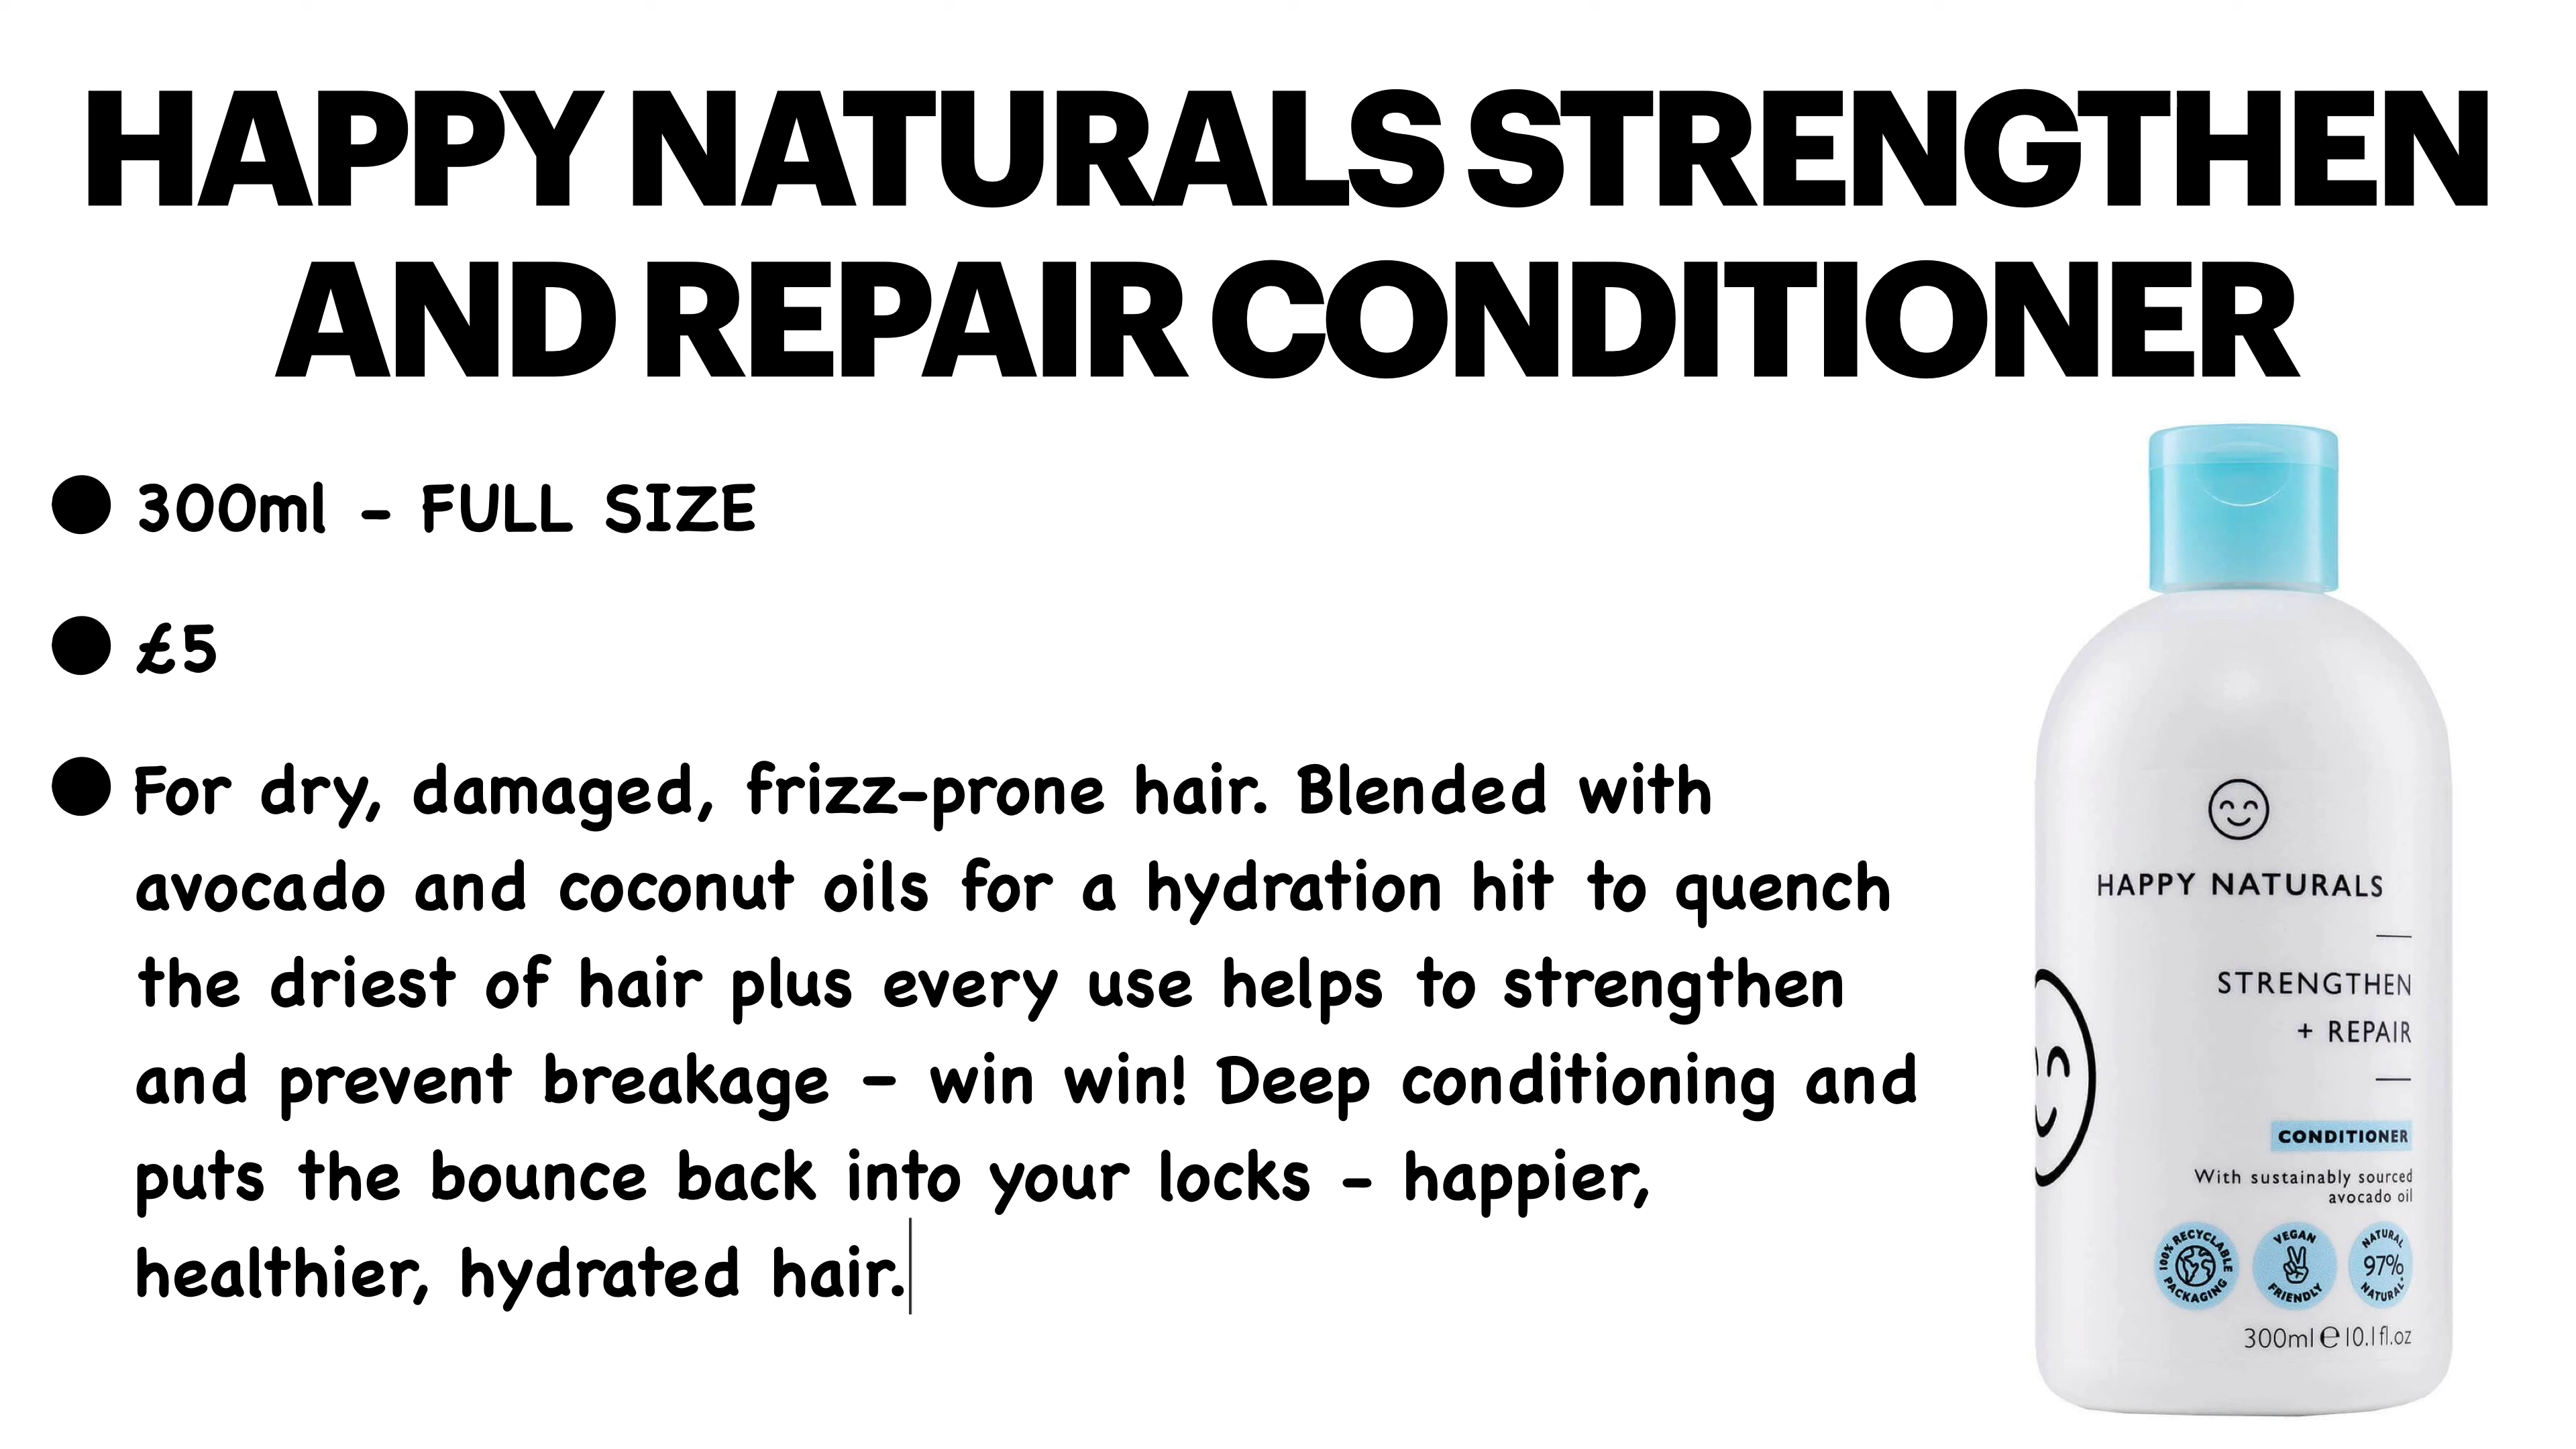 HAPPY NATURALS STRENGTHEN
AND REPAIR CONDITIONER
● 300ml - FULL SIZE
● £5
● For dry, damaged, frizz-prone hair. Blended with
avocado and coconut oils for a hydration hit to quench
the driest of hair plus every use helps to strengthen
and prevent breakage – win win! Deep conditioning and
puts the bounce back into your locks - happier,
healthier, hydrated hair.
HAPPY NATURALS
STRENGTHEN
+ REPAIR
CONDITIONER
With sustainably sourced
avocado oil
100% RECYCLABLE PACKAGING
VEGAN FRIENDLY
NATURAL 97% NATURAL*
300ml e 10.1fl.oz